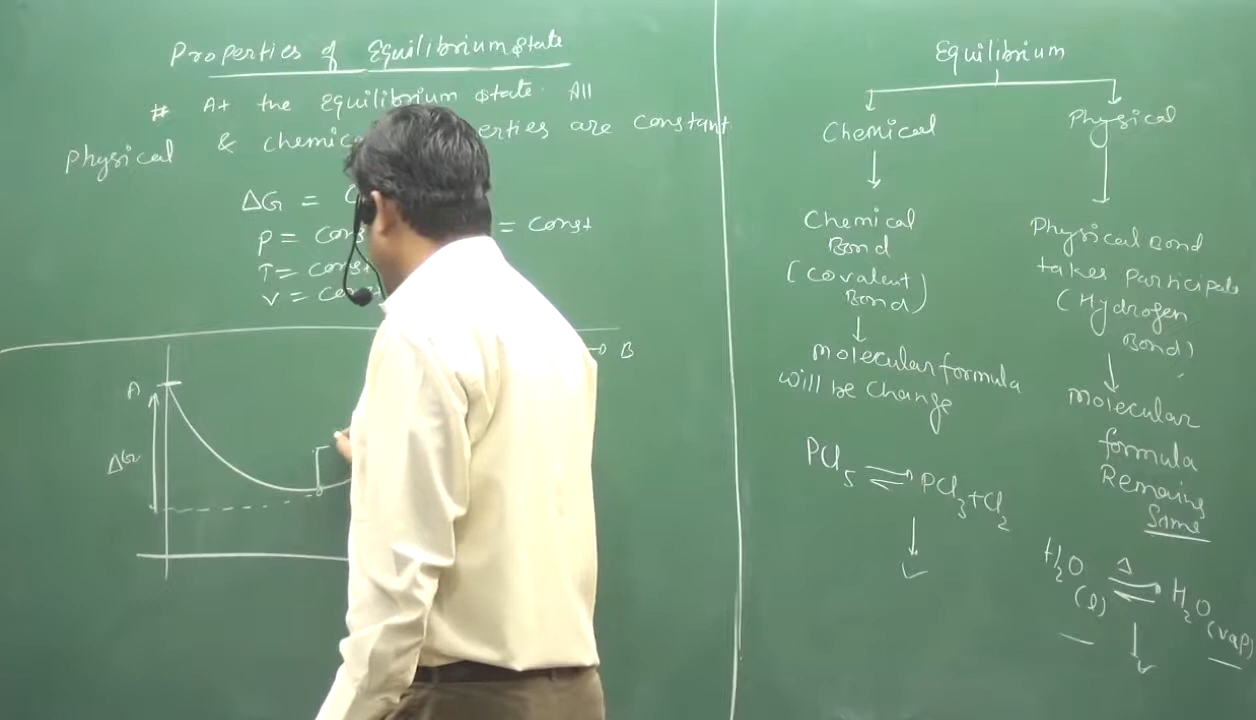 Properties of Equilibrium State
# At the Equilibrium State. All
Physical & chemic erties are constant
ΔG =
P = Cons = Const
T = Const
V =
B
A
ΔG
Equilibrium
Chemical
Chemical
Bond
(Covalent
Bond)
Molecular formula
will be change
PCl5 ⇌ PCl3 + Cl2
Physical
Physical Bond
takes Participate
(Hydrogen
Bond)
Molecular
formula
Remains
Same
H2O (l) Δ ⇌ H2O (vap)